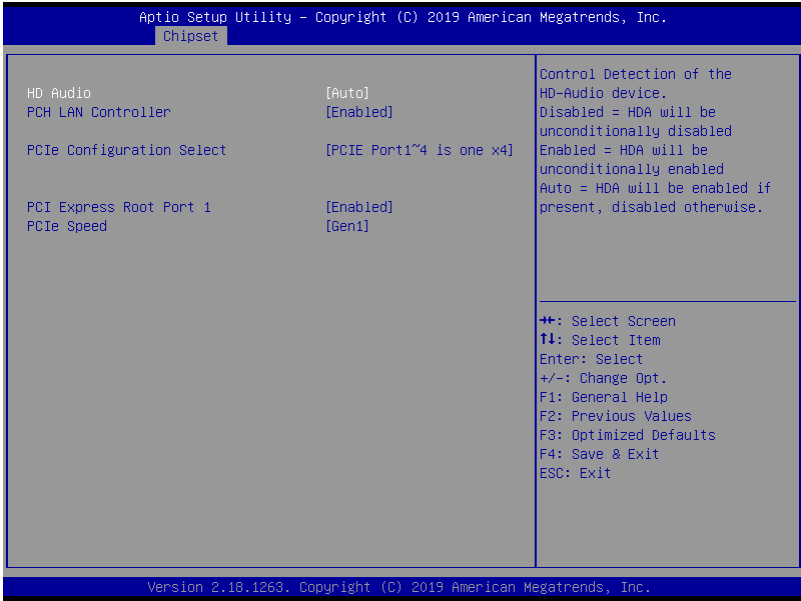 Aptio Setup Utility – Copyright (C) 2019 American Megatrends, Inc.
Chipset
HD Audio [Auto]
PCH LAN Controller [Enabled]
PCIe Configuration Select [PCIE Port1~4 is one x4]
PCI Express Root Port 1 [Enabled]
PCIe Speed [Gen1]
Control Detection of the
HD-Audio device.
Disabled = HDA will be
unconditionally disabled
Enabled = HDA will be
unconditionally enabled
Auto = HDA will be enabled if
present, disabled otherwise.
→←: Select Screen
↑↓: Select Item
Enter: Select
+/-: Change Opt.
F1: General Help
F2: Previous Values
F3: Optimized Defaults
F4: Save & Exit
ESC: Exit
Version 2.18.1263. Copyright (C) 2019 American Megatrends, Inc.